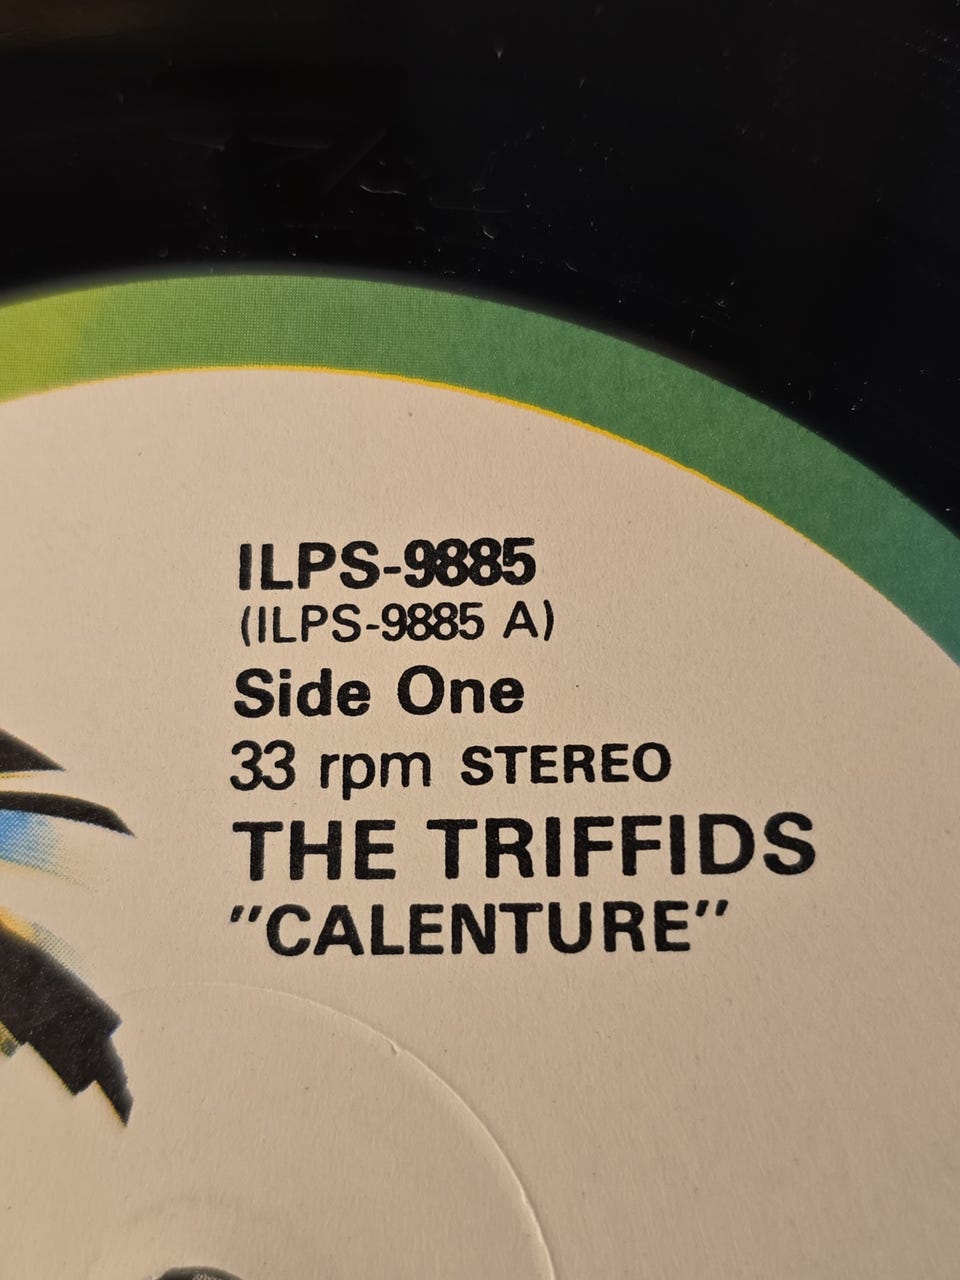 ILPS-9885
(ILPS-9885 A)
Side One
33 rpm STEREO
THE TRIFFIDS
"CALENTURE"